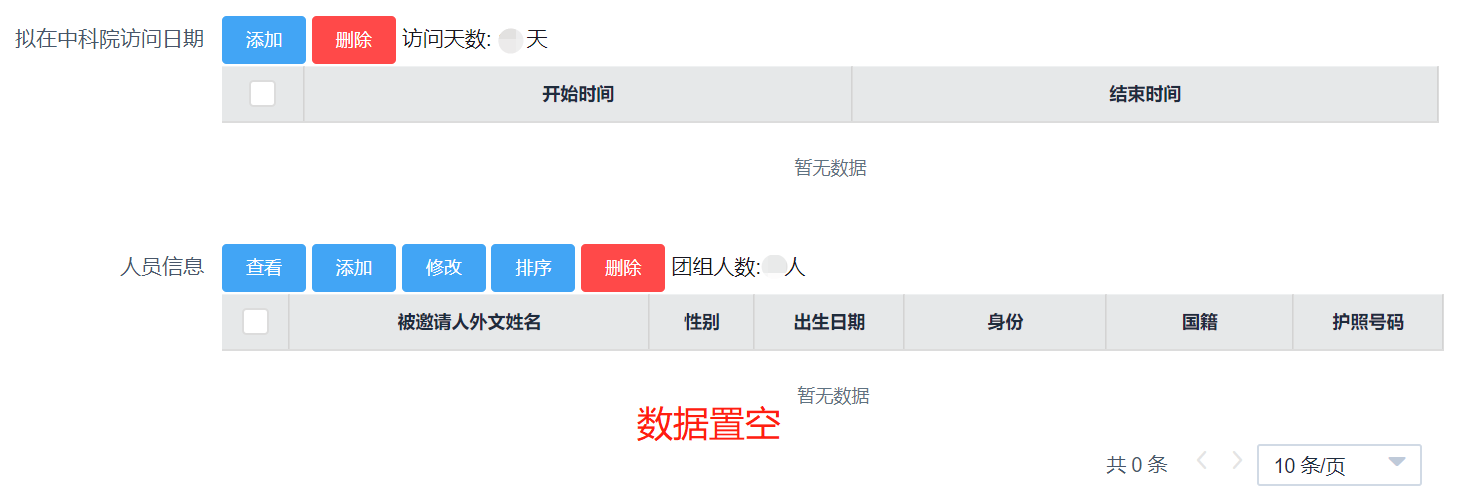 拟在中科院访问日期 添加 删除 访问天数: 天
开始时间 结束时间
暂无数据
人员信息 查看 添加 修改 排序 删除 团组人数: 人
被邀请人外文姓名 性别 出生日期 身份 国籍 护照号码
暂无数据
数据置空
共 0 条 10 条/页